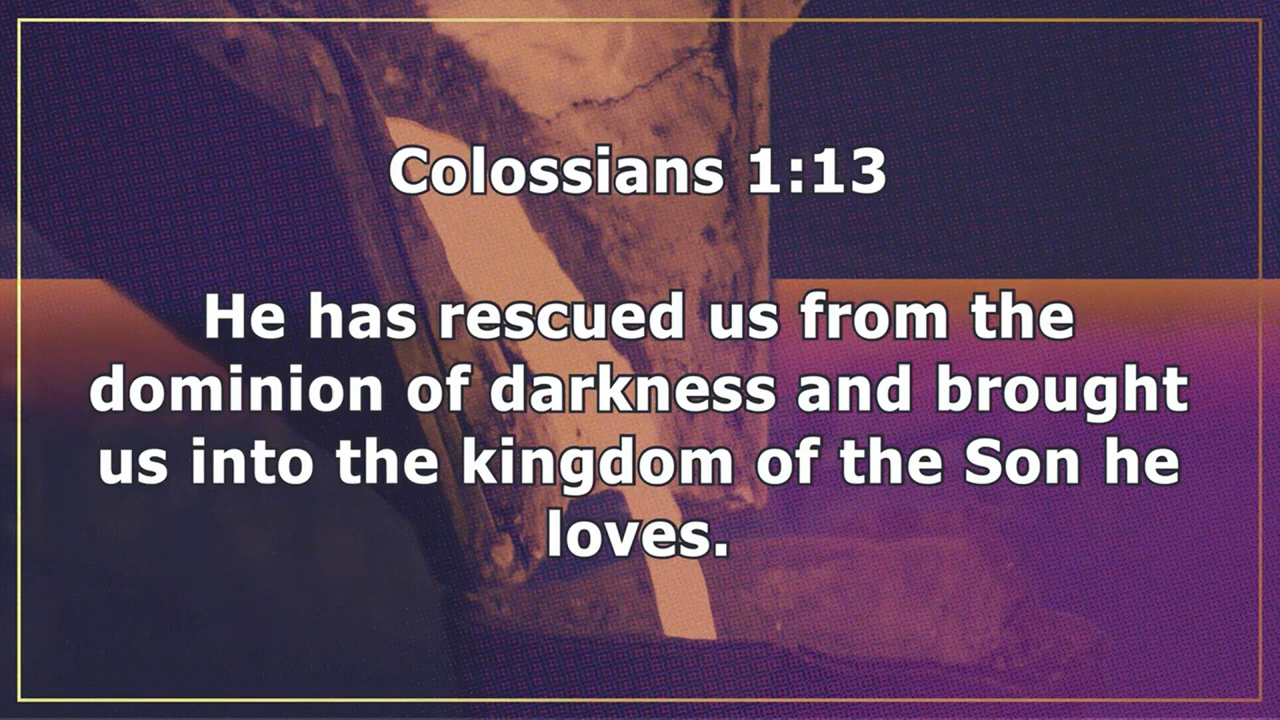 Colossians 1:13
He has rescued us from the
dominion of darkness and brought
us into the kingdom of the Son he
loves.